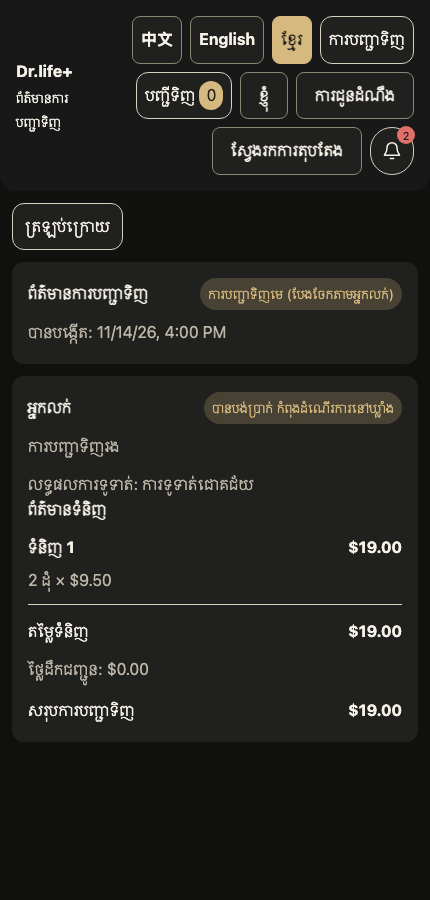 中文
English
ខ្មែរ
ការបញ្ជាទិញ
Dr.life+
ព័ត៌មានការ
បញ្ជាទិញ
បញ្ជីទិញ 0
ខ្ញុំ
ការជូនដំណឹង
ស្វែងរកការតុបតែង
2
ត្រឡប់ក្រោយ
ព័ត៌មានការបញ្ជាទិញ
ការបញ្ជាទិញមេ (បែងចែកតាមអ្នកលក់)
បានបង្កើត: 11/14/26, 4:00 PM
អ្នកលក់
បានបង់ប្រាក់ កំពុងដំណើរការនៅឃ្លាំង
ការបញ្ជាទិញរង
លទ្ធផលការទូទាត់: ការទូទាត់ជោគជ័យ
ព័ត៌មានទំនិញ
ទំនិញ 1 $19.00
2 ដុំ × $9.50
តម្លៃទំនិញ $19.00
ថ្លៃដឹកជញ្ជូន: $0.00
សរុបការបញ្ជាទិញ $19.00